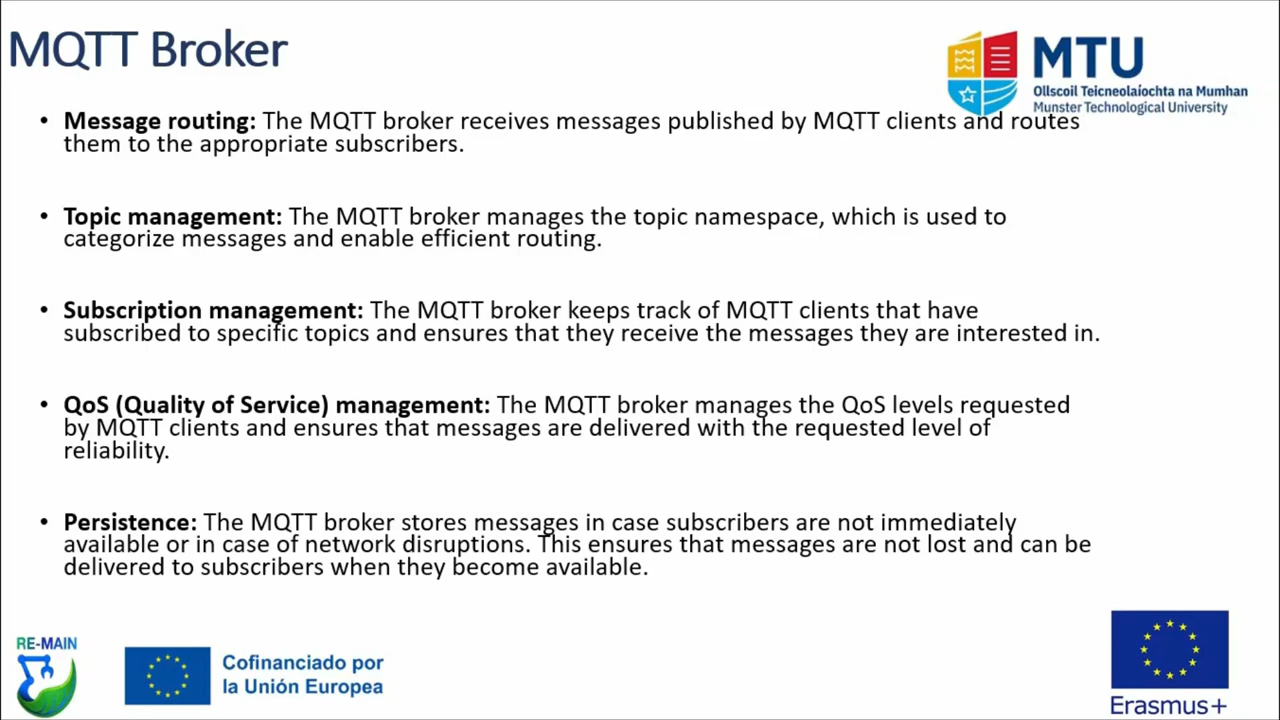 MQTT Broker
MTU
Ollscoil Teicneolaíochta na Mumhan
Munster Technological University
• Message routing: The MQTT broker receives messages published by MQTT clients and routes
them to the appropriate subscribers.
• Topic management: The MQTT broker manages the topic namespace, which is used to
categorize messages and enable efficient routing.
• Subscription management: The MQTT broker keeps track of MQTT clients that have
subscribed to specific topics and ensures that they receive the messages they are interested in.
• QoS (Quality of Service) management: The MQTT broker manages the QoS levels requested
by MQTT clients and ensures that messages are delivered with the requested level of
reliability.
• Persistence: The MQTT broker stores messages in case subscribers are not immediately
available or in case of network disruptions. This ensures that messages are not lost and can be
delivered to subscribers when they become available.
RE-MAIN
Cofinanciado por
la Unión Europea
Erasmus+